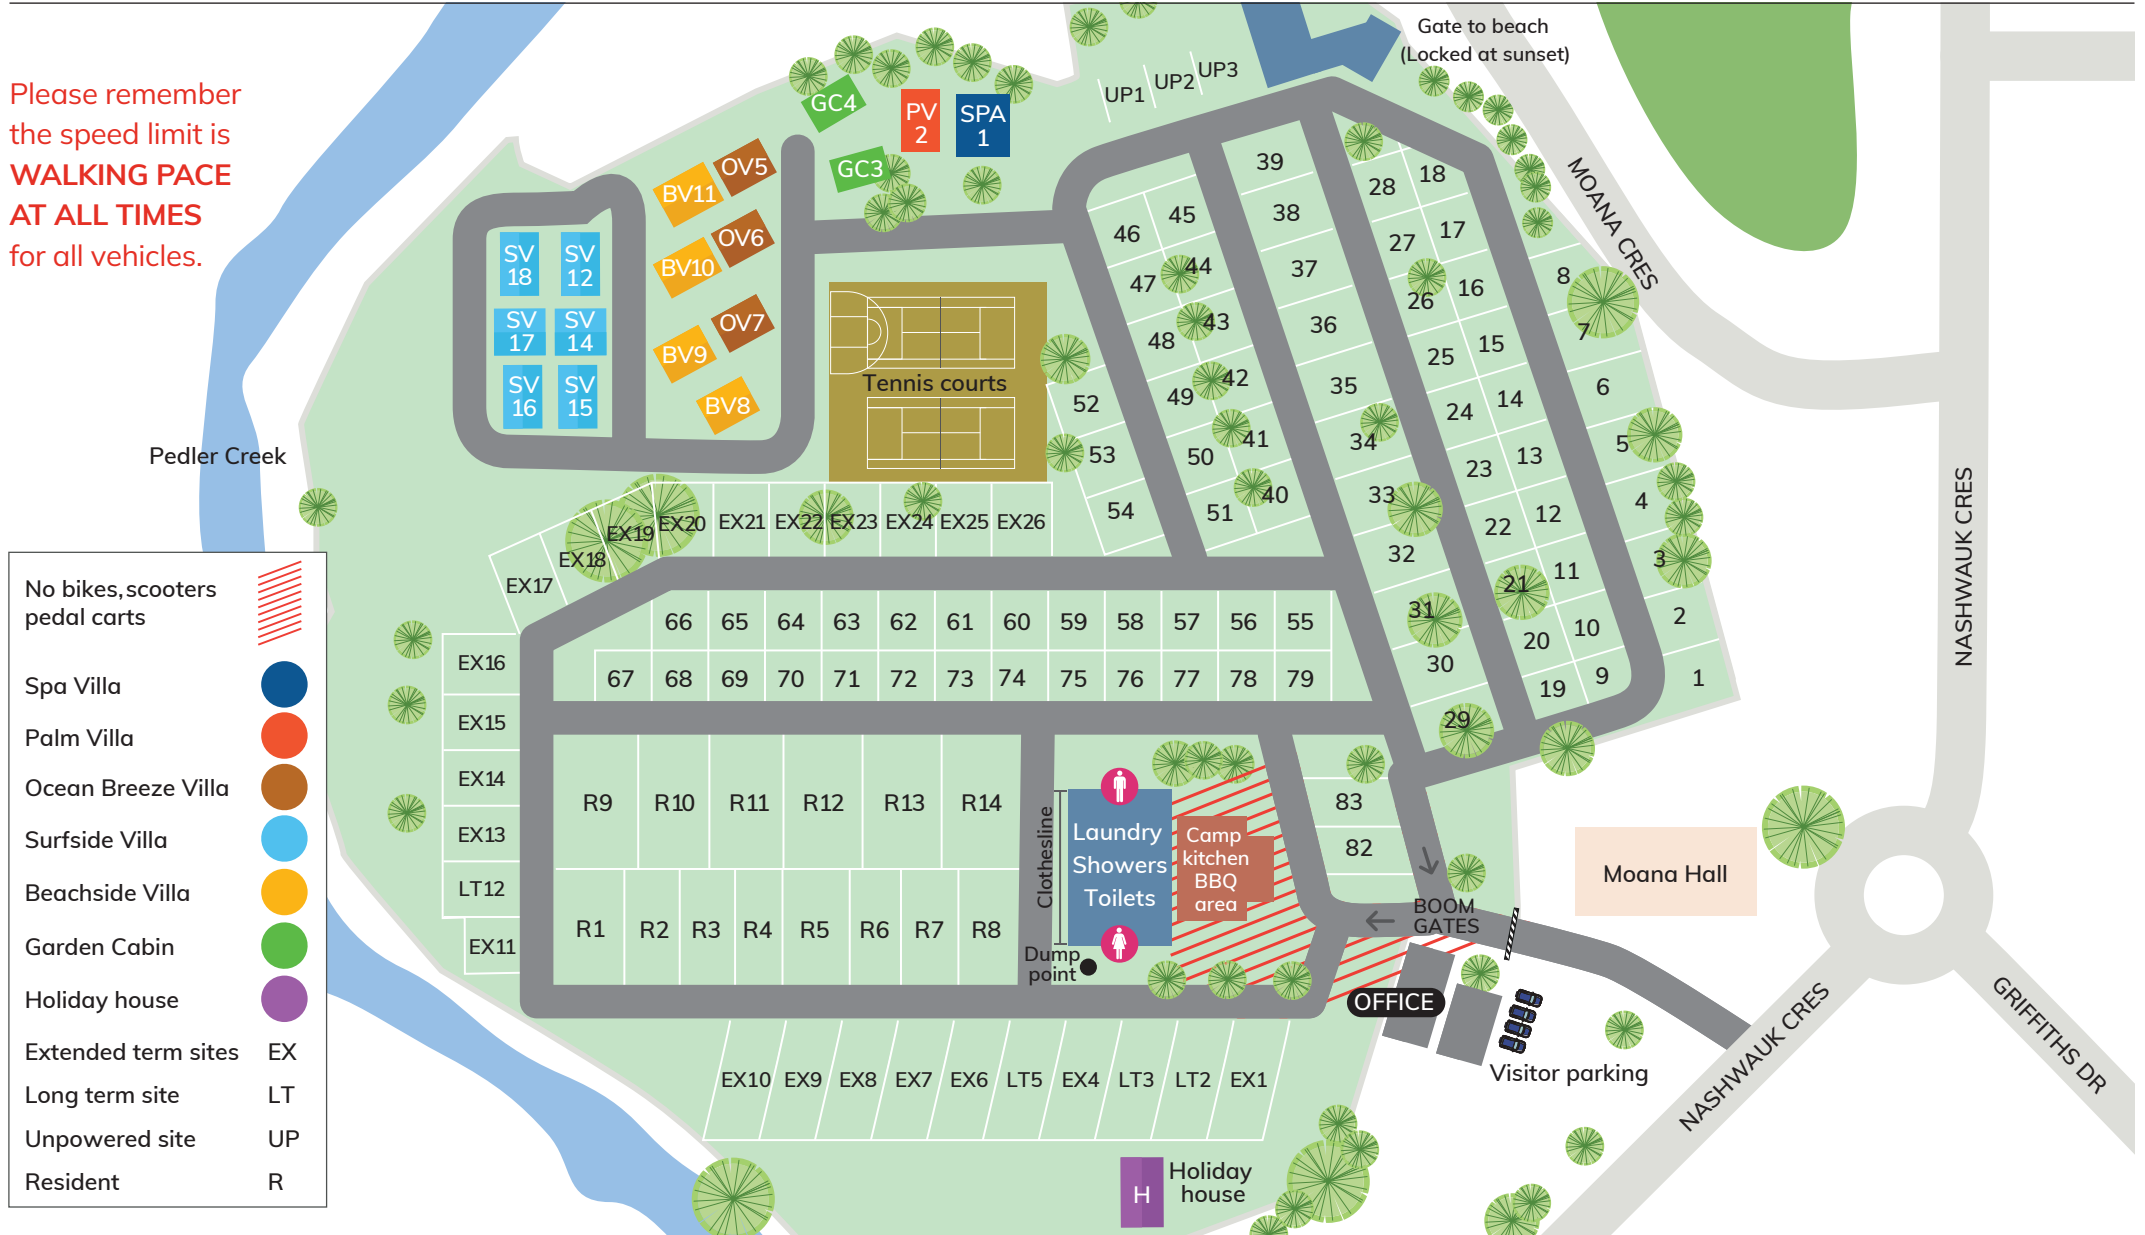 Please remember
the speed limit is
WALKING PACE
AT ALL TIMES
for all vehicles.
Gate to beach
(Locked at sunset)
UP1
UP2
UP3
GC4
PV
2
SPA
1
GC3
OV5
BV11
OV6
BV10
OV7
BV9
BV8
SV
18
SV
12
SV
17
SV
14
SV
16
SV
15
Tennis courts
Pedler Creek
MOANA CRES
NASHWAUK CRES
39
38
37
36
35
34
33
32
31
30
29
28
18
27
17
26
16
25
15
24
14
23
13
22
12
21
11
20
10
19
9
8
7
6
5
4
3
2
1
46
45
47
44
48
43
49
42
50
41
51
40
52
53
54
EX17
EX18
EX19
EX20
EX21
EX22
EX23
EX24
EX25
EX26
66
65
64
63
62
61
60
59
58
57
56
55
67
68
69
70
71
72
73
74
75
76
77
78
79
EX16
EX15
EX14
EX13
LT12
EX11
R9
R10
R11
R12
R13
R14
R1
R2
R3
R4
R5
R6
R7
R8
Clothesline
Laundry
Showers
Toilets
Camp
kitchen
BBQ
area
Dump
point
83
82
BOOM
GATES
OFFICE
Moana Hall
Visitor parking
NASHWAUK CRES
GRIFFITHS DR
EX10
EX9
EX8
EX7
EX6
LT5
EX4
LT3
LT2
EX1
H
Holiday
house
No bikes,scooters
pedal carts
Spa Villa
Palm Villa
Ocean Breeze Villa
Surfside Villa
Beachside Villa
Garden Cabin
Holiday house
Extended term sites EX
Long term site LT
Unpowered site UP
Resident R